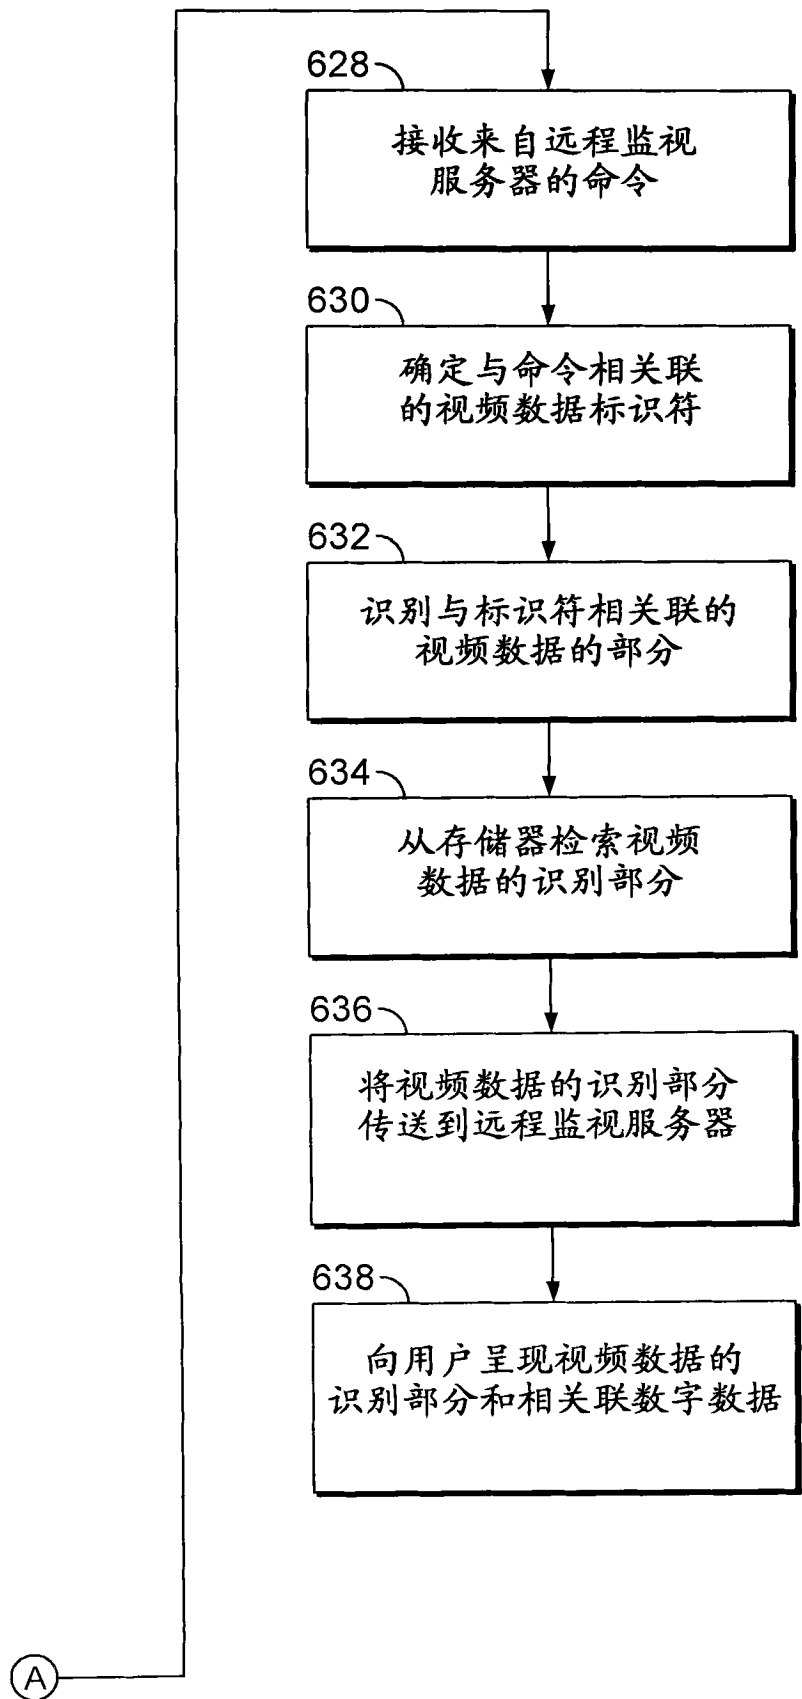 628
接收来自远程监视
服务器的命令
630
确定与命令相关联
的视频数据标识符
632
识别与标识符相关联的
视频数据的部分
634
从存储器检索视频
数据的识别部分
636
将视频数据的识别部分
传送到远程监视服务器
638
向用户呈现视频数据的
识别部分和相关联数字数据
A